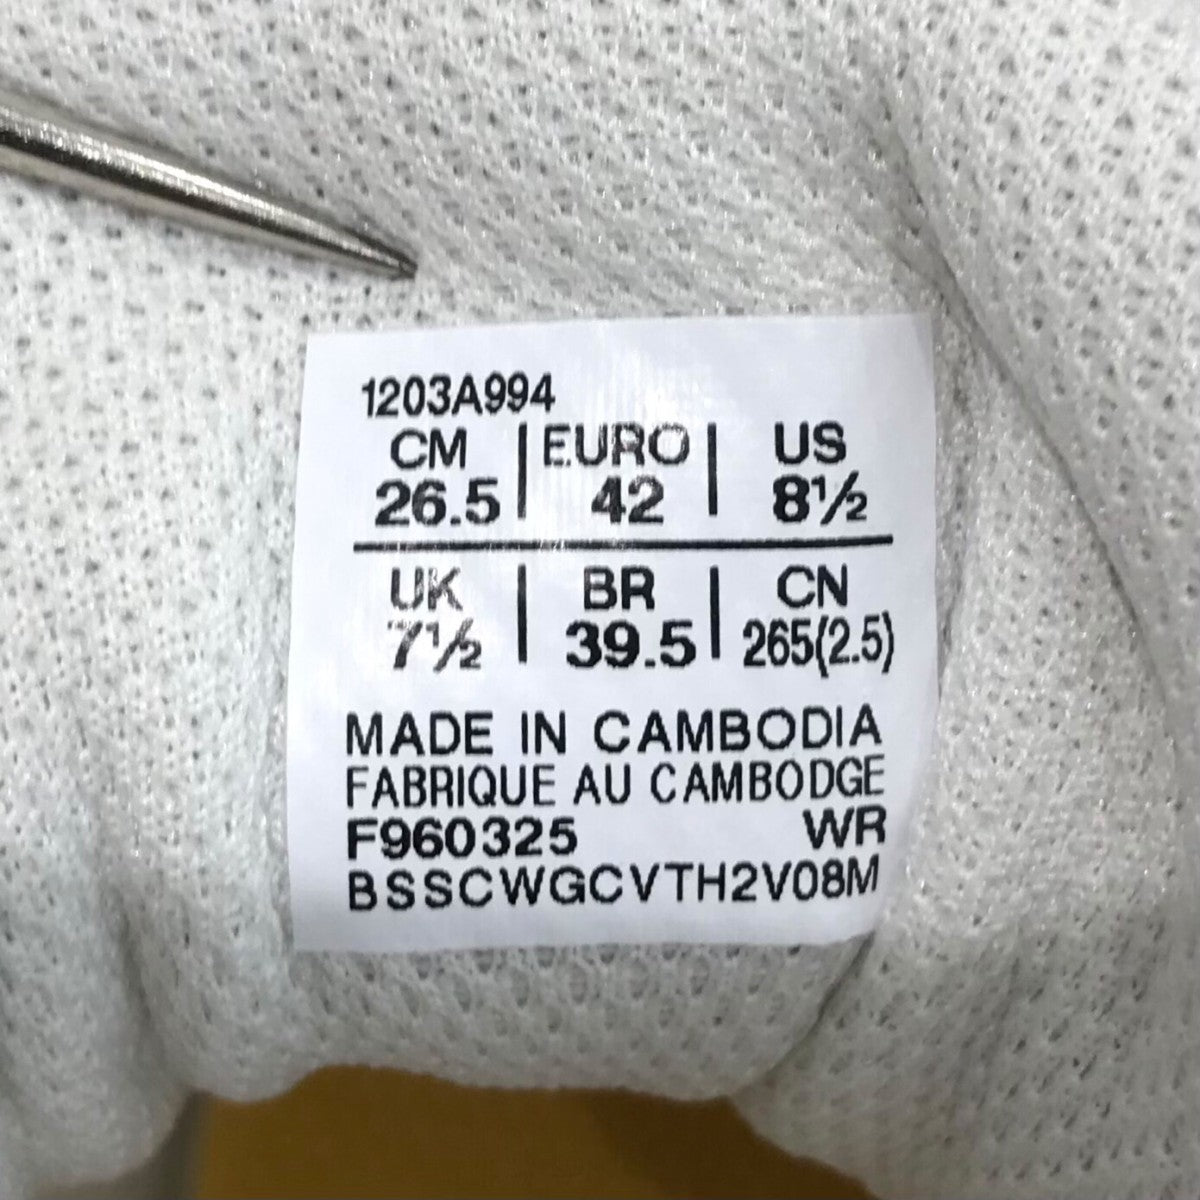 1203A994
CM | EURO | US
26.5 | 42 | 8½
UK | BR | CN
7½ | 39.5 | 265(2.5)
MADE IN CAMBODIA
FABRIQUE AU CAMBODGE
F960325 WR
BSSCWGCVTH2V08M